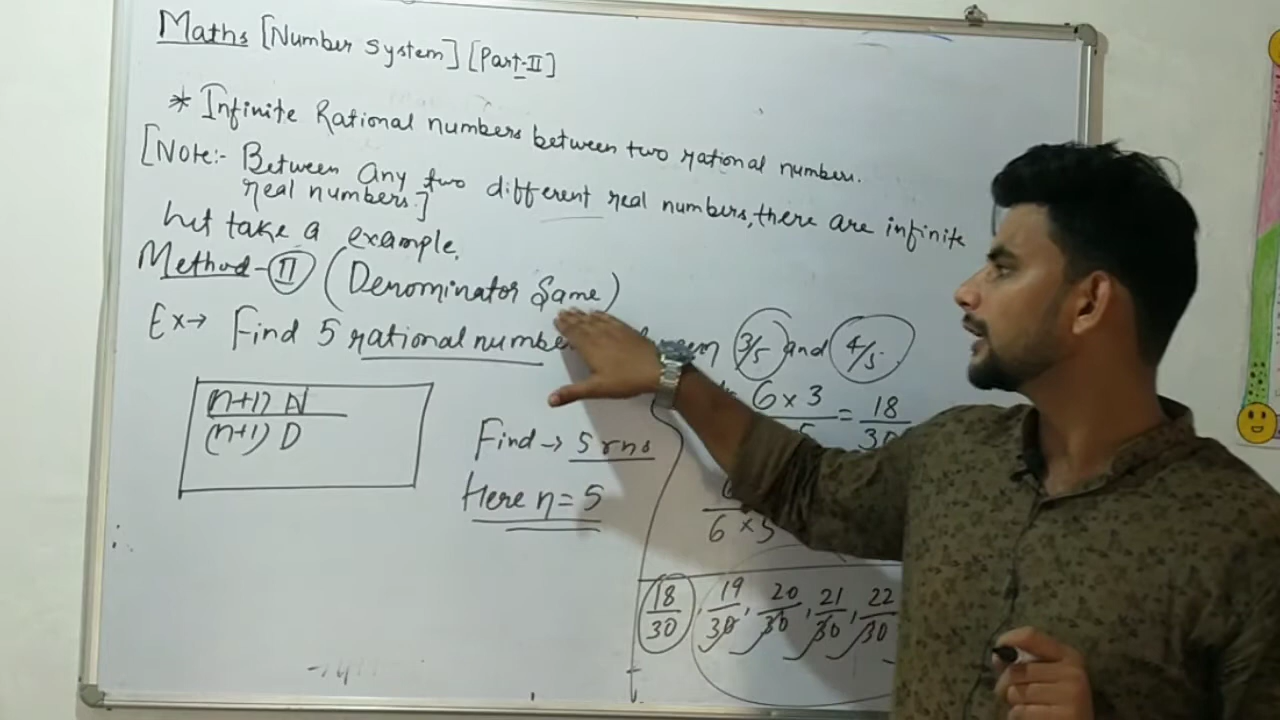 Maths [Number System] [Part-II]
* Infinite Rational numbers between two rational numbers.
[Note:- Between any two different real numbers, there are infinite
real numbers.]
let take a example.
Method-II (Denominator Same)
Ex→ Find 5 rational numbe 3/5 and 4/5
(n+1) N
(n+1) D
Find → 5 rns
Here n=5
6 x 3 = 18
5 30
6 x 5
18/30, 19/30, 20/30, 21/30, 22/30